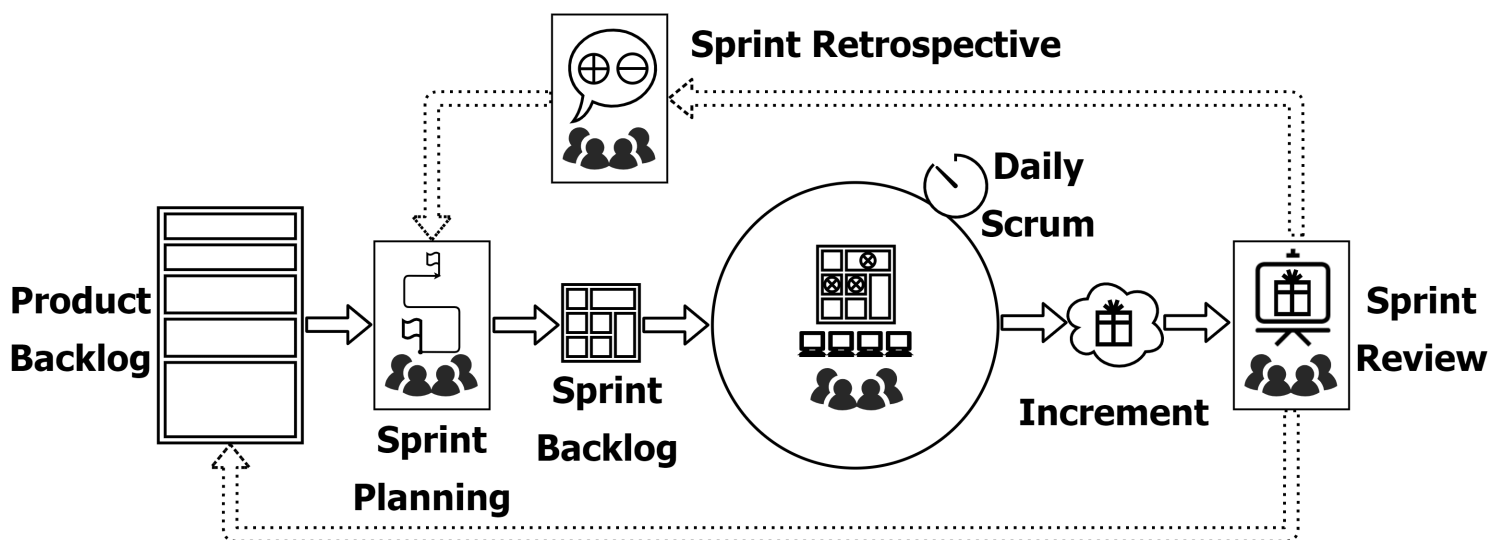 Sprint Retrospective
Daily
Scrum
Product
Backlog
Sprint
Planning
Sprint
Backlog
Increment
Sprint
Review